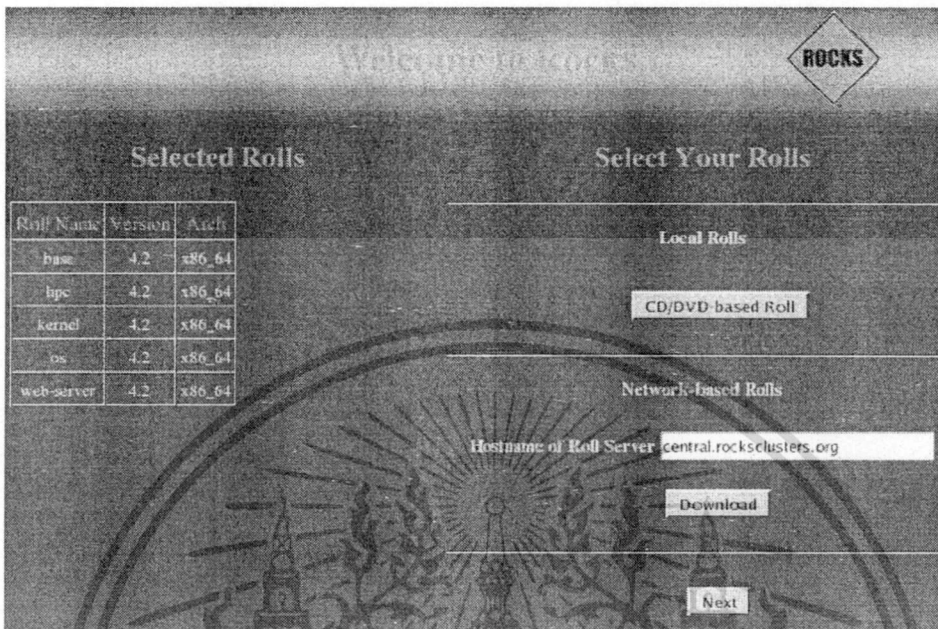 Welcome to Rocks
ROCKS
Selected Rolls
Roll Name Version Arch
base 4.2 x86_64
hpc 4.2 x86_64
kernel 4.2 x86_64
os 4.2 x86_64
web-server 4.2 x86_64
Select Your Rolls
Local Rolls
CD/DVD-based Roll
Network-based Rolls
Hostname of Roll Server central.rocksclusters.org
Download
Next